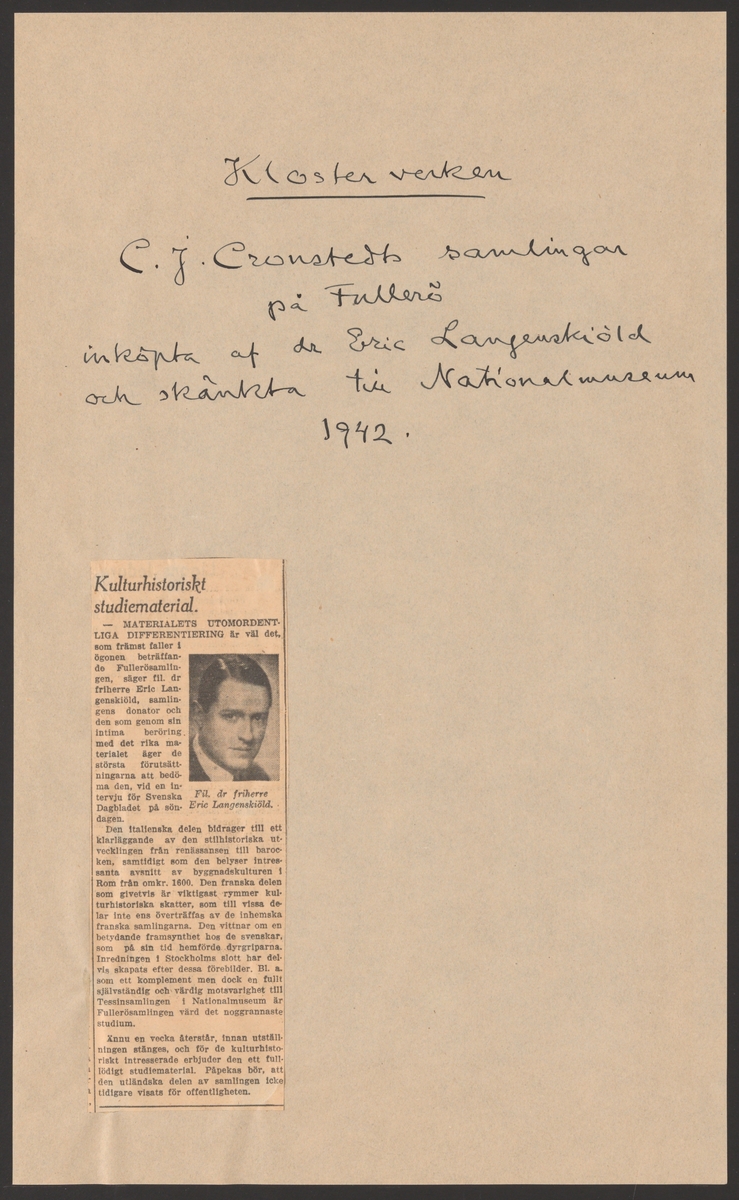 Klosterverken
C. J. Cronstedts samlingar
på Fullerö
inköpta af dr Eric Langenskiöld
och skänkta till Nationalmuseum
1942.
Kulturhistoriskt
studiematerial.
— MATERIALETS UTOMORDENT-
LIGA DIFFERENTIERING är väl det,
som främst faller i
ögonen beträffan-
de Fullerösamlin-
gen, säger fil. dr
friherre Eric Lan-
genskiöld, samlin-
gens donator och
den som genom sin
intima beröring
med det rika ma-
terialet äger de
största förutsätt-
ningarna att bedö-
ma den, vid en in-
tervju för Svenska
Dagbladet på sön-
dagen.
Fil. dr friherre
Eric Langenskiöld.
Den italienska delen bidrager till ett
klarläggande av den stilhistoriska ut-
vecklingen från renässansen till baroc-
ken, samtidigt som den belyser intres-
santa avsnitt av byggnadskulturen i
Rom från omkr. 1600. Den franska delen
som givetvis är viktigast rymmer kul-
turhistoriska skatter, som till vissa de-
lar inte ens överträffas av de inhemska
franska samlingarna. Den vittnar om en
betydande framsynthet hos de svenskar,
som på sin tid hemförde dyrgriparna.
Inredningen i Stockholms slott har del-
vis skapats efter dessa förebilder. Bl. a.
som ett komplement men dock en fullt
självständig och värdig motsvarighet till
Tessinsamlingen i Nationalmuseum är
Fullerösamlingen värd det noggrannaste
studium.
Ännu en vecka återstår, innan utställ-
ningen stänges, och för de kulturhisto-
riskt intresserade erbjuder den ett full-
lödigt studiematerial. Påpekas bör, att
den utländska delen av samlingen icke
tidigare visats för offentligheten.